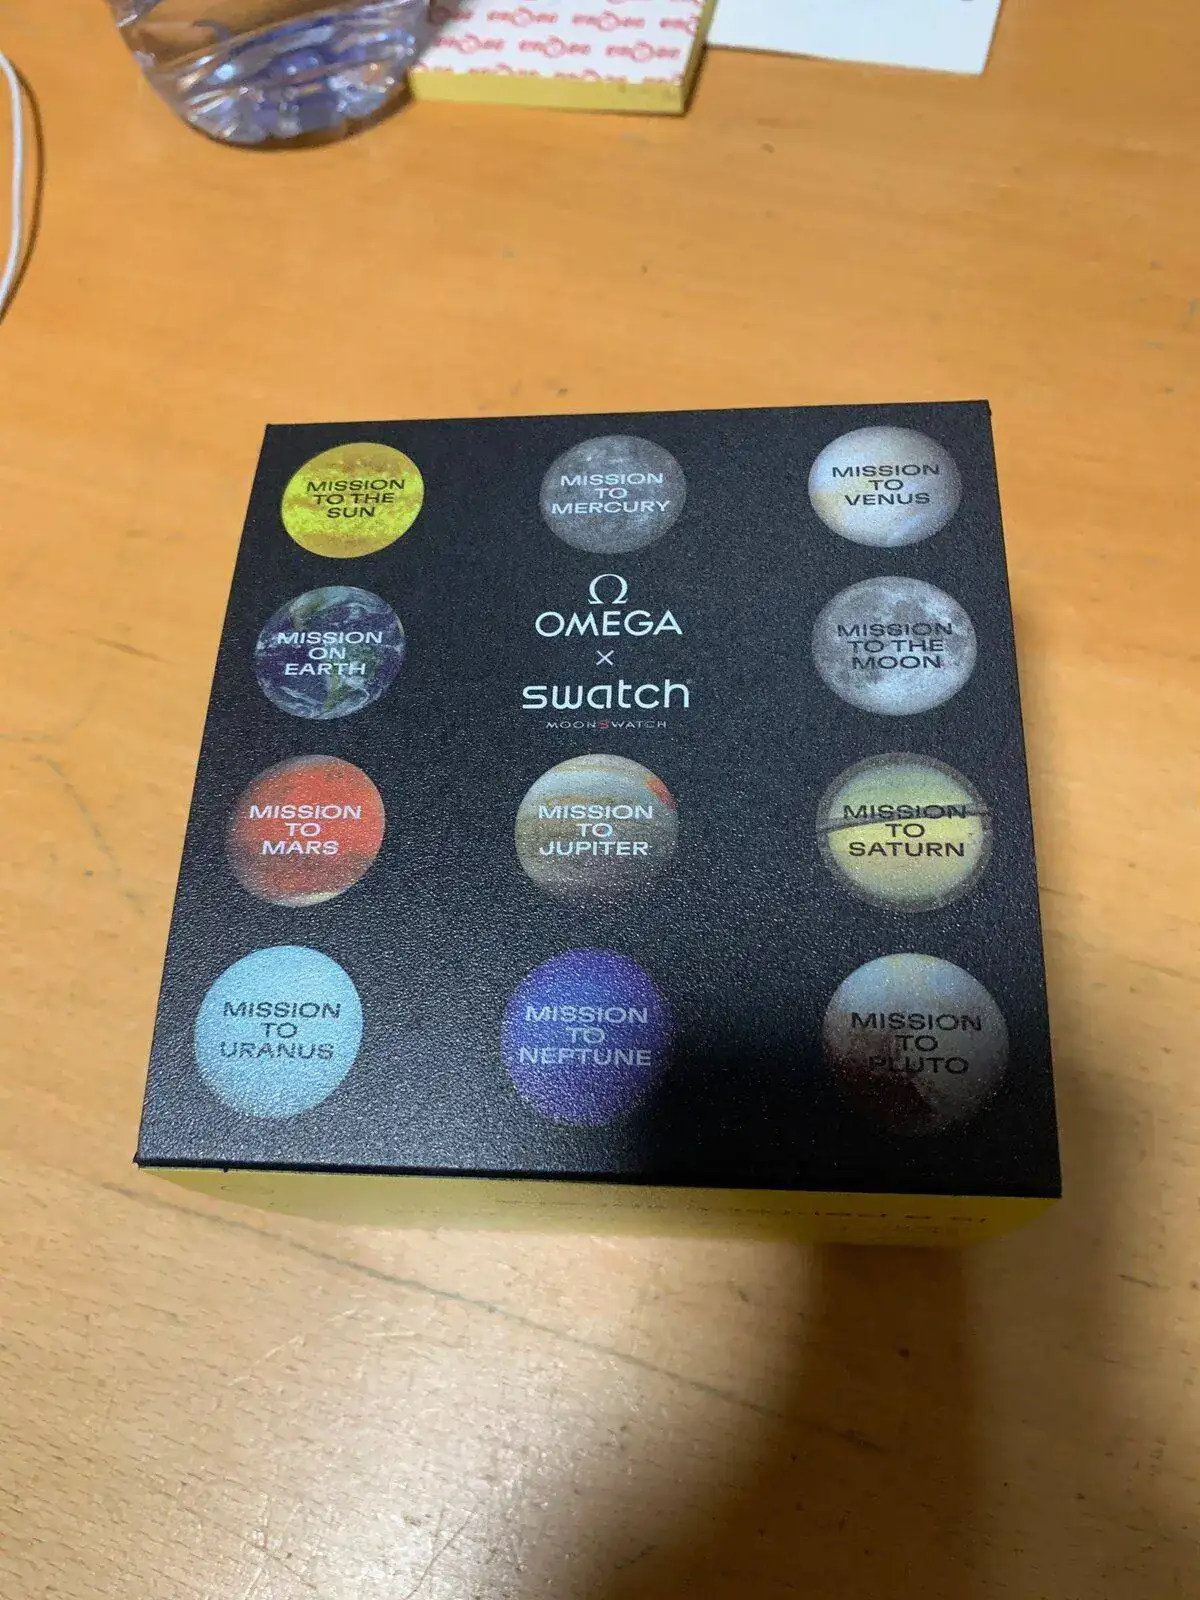 MISSION
TO THE
SUN
MISSION
TO
MERCURY
MISSION
TO
VENUS
Ω
OMEGA
×
swatch
MOONSWATCH
MISSION
ON
EARTH
MISSION
TO THE
MOON
MISSION
TO
MARS
MISSION
TO
JUPITER
MISSION
TO
SATURN
MISSION
TO
URANUS
MISSION
TO
NEPTUNE
MISSION
TO
PLUTO